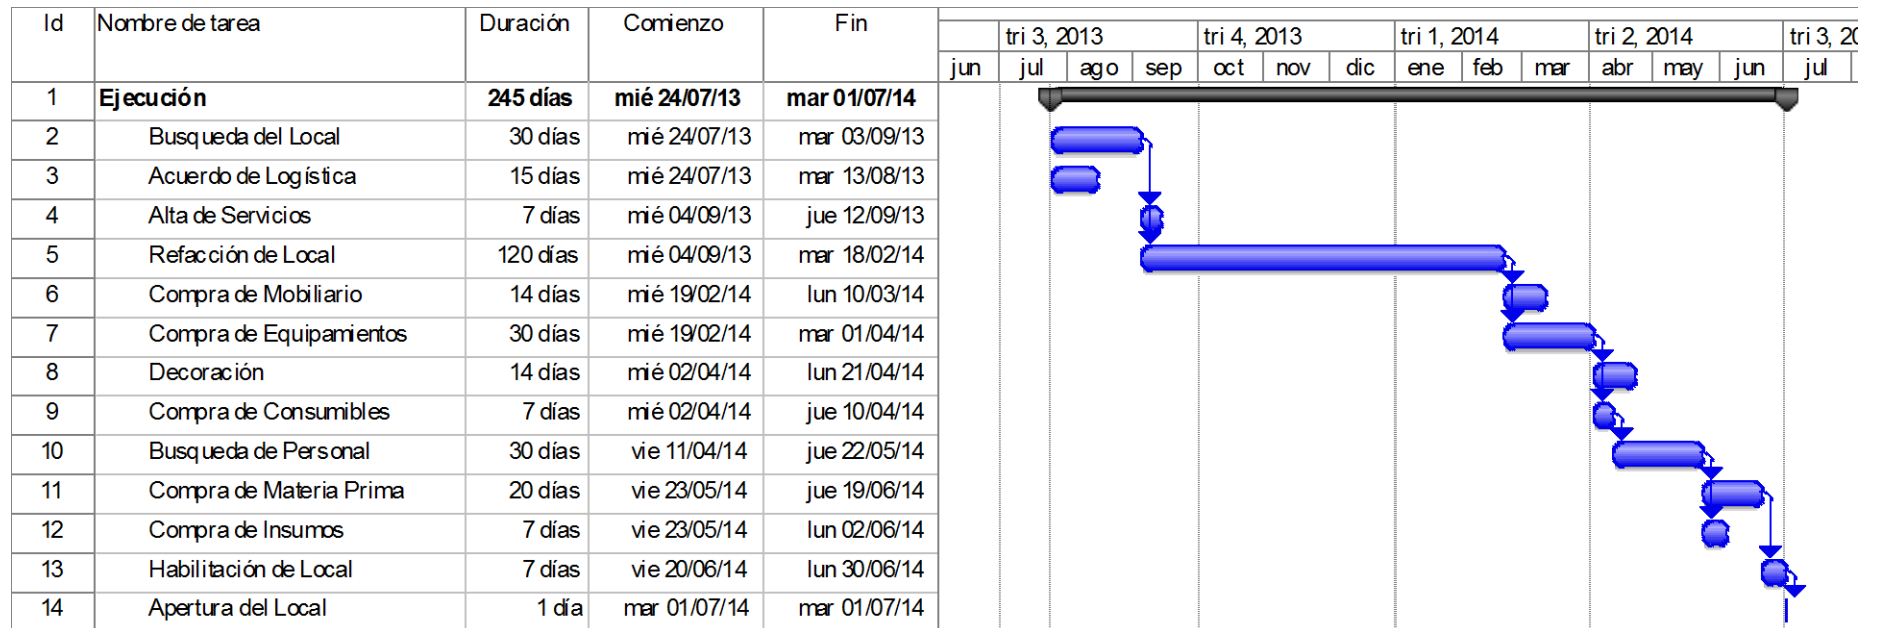 Id Nombre de tarea Duración Comienzo Fin
tri 3, 2013 tri 4, 2013 tri 1, 2014 tri 2, 2014 tri 3, 20
jun jul ago sep oct nov dic ene feb mar abr may jun jul
1 Ejecución 245 días mié 24/07/13 mar 01/07/14
2 Busqueda del Local 30 días mié 24/07/13 mar 03/09/13
3 Acuerdo de Logística 15 días mié 24/07/13 mar 13/08/13
4 Alta de Servicios 7 días mié 04/09/13 jue 12/09/13
5 Refacción de Local 120 días mié 04/09/13 mar 18/02/14
6 Compra de Mobiliario 14 días mié 19/02/14 lun 10/03/14
7 Compra de Equipamientos 30 días mié 19/02/14 mar 01/04/14
8 Decoración 14 días mié 02/04/14 lun 21/04/14
9 Compra de Consumibles 7 días mié 02/04/14 jue 10/04/14
10 Busqueda de Personal 30 días vie 11/04/14 jue 22/05/14
11 Compra de Materia Prima 20 días vie 23/05/14 jue 19/06/14
12 Compra de Insumos 7 días vie 23/05/14 lun 02/06/14
13 Habilitación de Local 7 días vie 20/06/14 lun 30/06/14
14 Apertura del Local 1 día mar 01/07/14 mar 01/07/14